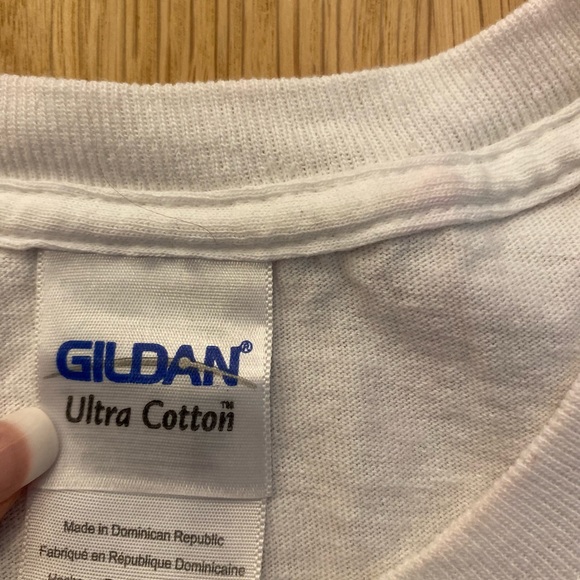 GILDAN®
Ultra Cotton™
Made in Dominican Republic
Fabriqué en République Dominicaine